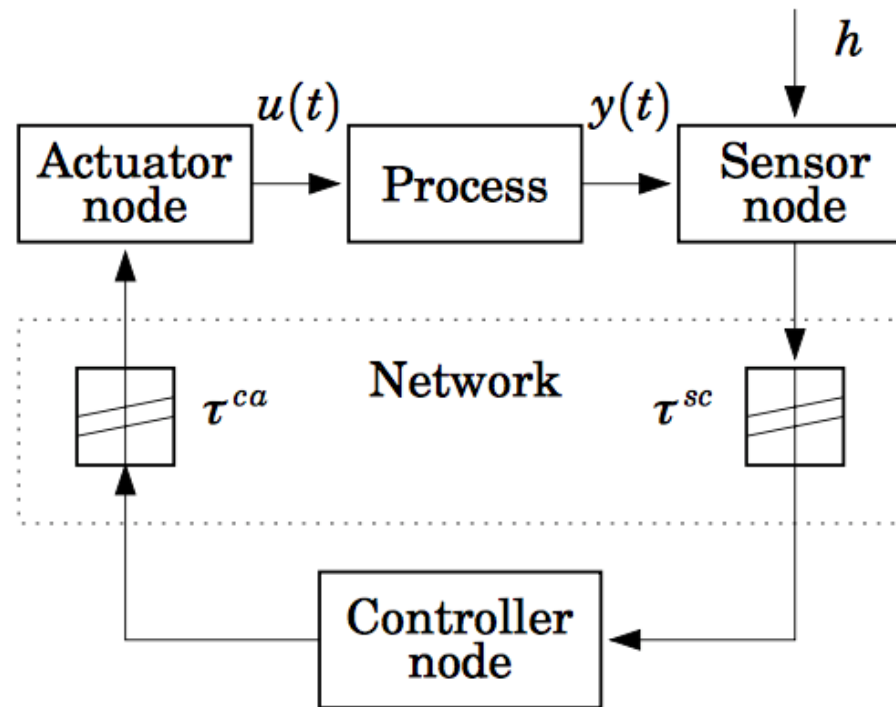 h
u(t)
y(t)
Actuator
node
Process
Sensor
node
Network
τ^{ca}
τ^{sc}
Controller
node